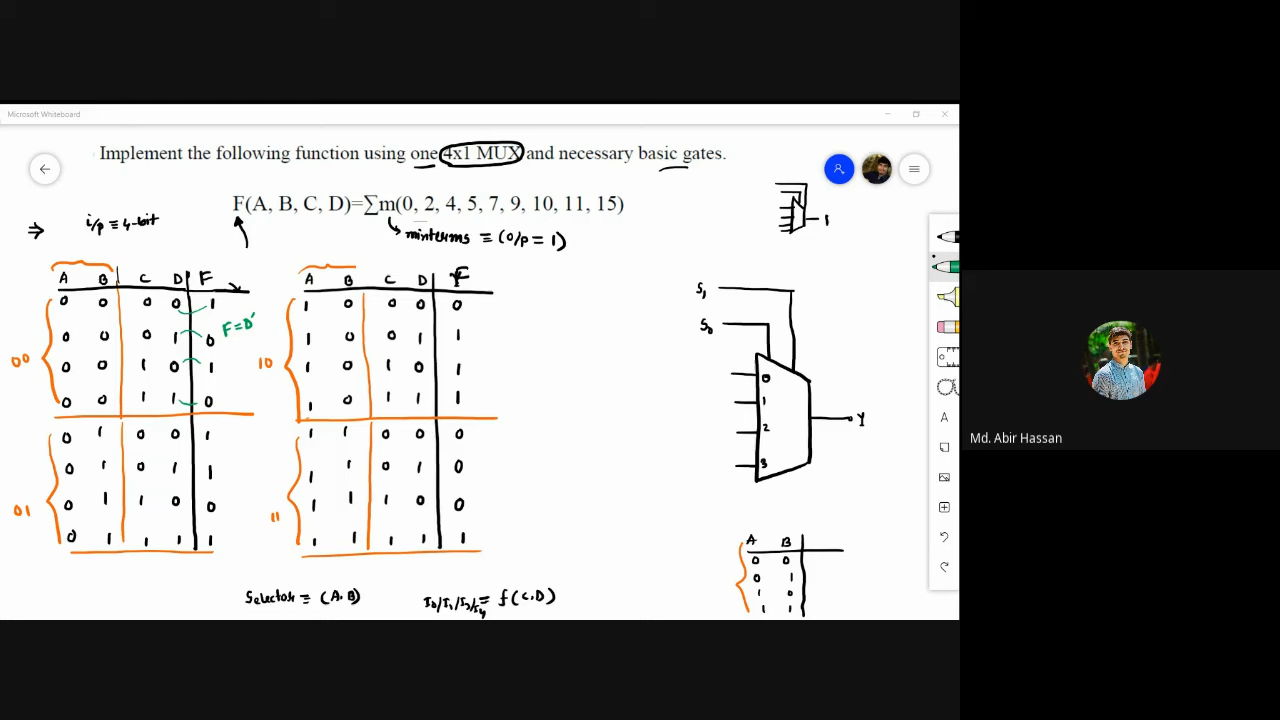 Microsoft Whiteboard
Implement the following function using one 4x1 MUX and necessary basic gates.
F(A, B, C, D)=∑m(0, 2, 4, 5, 7, 9, 10, 11, 15)
⇒ i/p ≡ 4-bit
minterms ≡ (o/p = 1)
A B C D F
0 0 0 0 1
0 0 0 1 0
0 0 1 0 1
0 0 1 1 0
0 1 0 0 1
0 1 0 1 1
0 1 1 0 0
0 1 1 1 1
00
01
F=D'
A B C D F
1 0 0 0 0
1 0 0 1 1
1 0 1 0 1
1 0 1 1 1
1 1 0 0 0
1 1 0 1 0
1 1 1 0 0
1 1 1 1 1
10
11
S₁
S₀
0
1
2
3
Y
A B
0 0
0 1
1 0
1 1
Selector ≡ (A, B)
I₀/I₁/I₃/I₄ = f(C,D)
Md. Abir Hassan
A